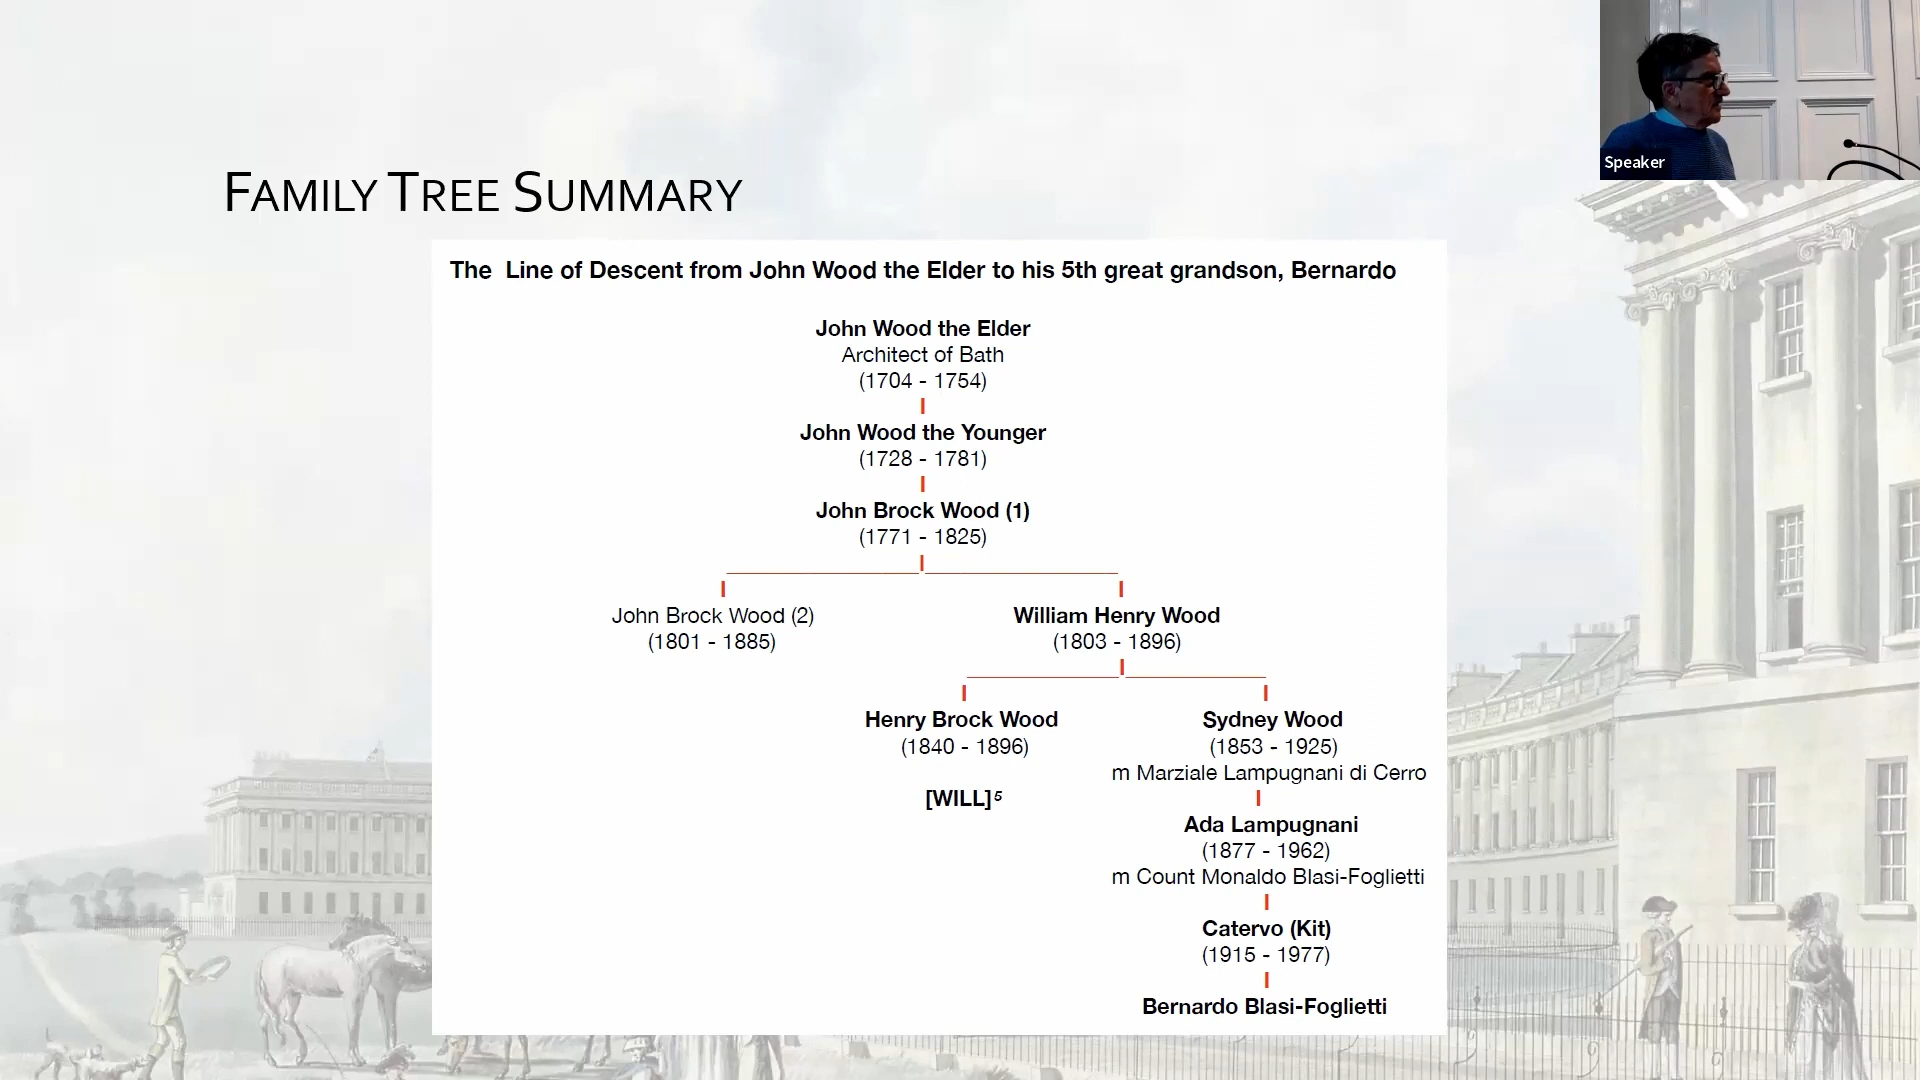 Speaker
FAMILY TREE SUMMARY
The Line of Descent from John Wood the Elder to his 5th great grandson, Bernardo
John Wood the Elder
Architect of Bath
(1704 - 1754)
John Wood the Younger
(1728 - 1781)
John Brock Wood (1)
(1771 - 1825)
John Brock Wood (2)
(1801 - 1885)
William Henry Wood
(1803 - 1896)
Henry Brock Wood
(1840 - 1896)
[WILL]⁵
Sydney Wood
(1853 - 1925)
m Marziale Lampugnani di Cerro
Ada Lampugnani
(1877 - 1962)
m Count Monaldo Blasi-Foglietti
Catervo (Kit)
(1915 - 1977)
Bernardo Blasi-Foglietti